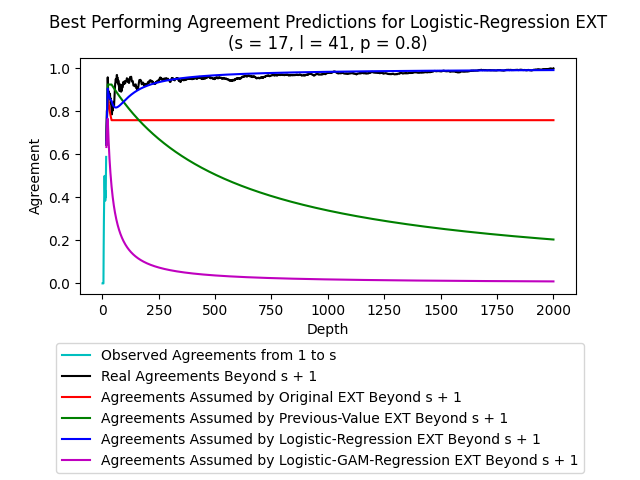 Best Performing Agreement Predictions for Logistic-Regression EXT
(s = 17, l = 41, p = 0.8)
1.0
0.8
0.6
0.4
0.2
0.0
Agreement
0 250 500 750 1000 1250 1500 1750 2000
Depth
Observed Agreements from 1 to s
Real Agreements Beyond s + 1
Agreements Assumed by Original EXT Beyond s + 1
Agreements Assumed by Previous-Value EXT Beyond s + 1
Agreements Assumed by Logistic-Regression EXT Beyond s + 1
Agreements Assumed by Logistic-GAM-Regression EXT Beyond s + 1